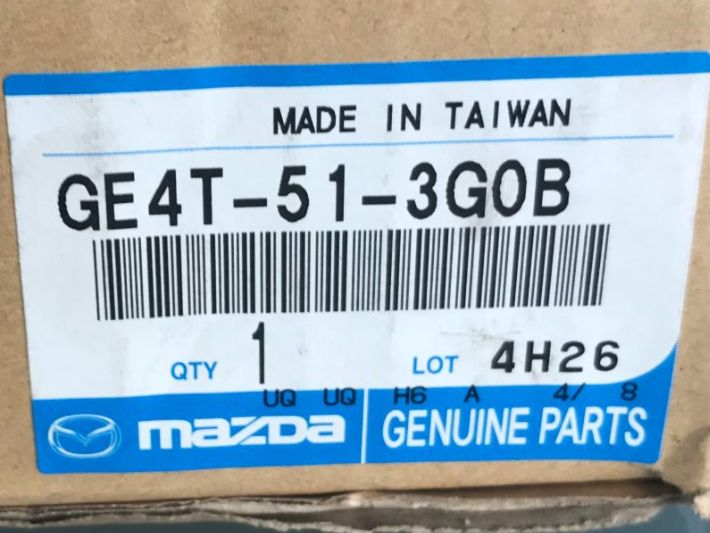 MADE IN TAIWAN
GE4T-51-3G0B
QTY 1 LOT 4H26
UQ UQ H6 A 4/ 8
mazda GENUINE PARTS